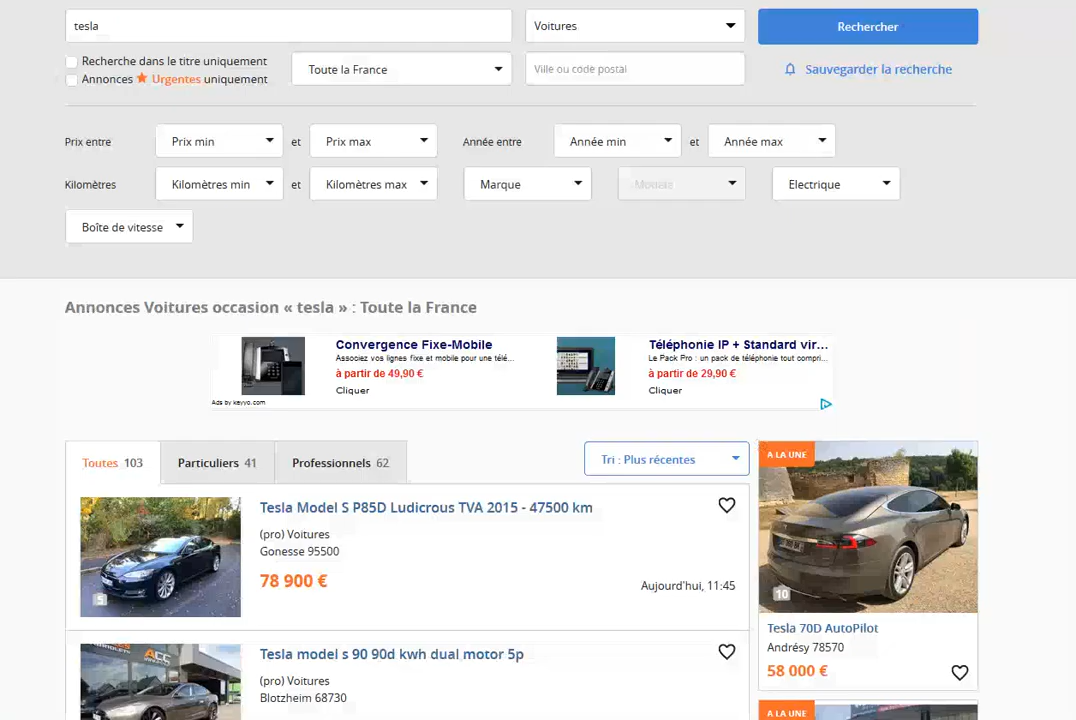 tesla
Voitures
Rechercher
Recherche dans le titre uniquement
Annonces ★ Urgentes uniquement
Toute la France
Ville ou code postal
Sauvegarder la recherche
Prix entre
Prix min
et
Prix max
Année entre
Année min
et
Année max
Kilomètres
Kilomètres min
et
Kilomètres max
Marque
Modèle
Electrique
Boîte de vitesse
Annonces Voitures occasion « tesla » : Toute la France
Convergence Fixe-Mobile
Associez vos lignes fixe et mobile pour une télé...
à partir de 49,90 €
Cliquer
Téléphonie IP + Standard vir...
Le Pack Pro : un pack de téléphonie tout compri...
à partir de 29,90 €
Cliquer
Ads by keyyo.com
Toutes 103
Particuliers 41
Professionnels 62
Tri : Plus récentes
Tesla Model S P85D Ludicrous TVA 2015 - 47500 km
(pro) Voitures
Gonesse 95500
78 900 €
Aujourd'hui, 11:45
5
Tesla model s 90 90d kwh dual motor 5p
(pro) Voitures
Blotzheim 68730
ACC
A LA UNE
10
Tesla 70D AutoPilot
Andrésy 78570
58 000 €
A LA UNE